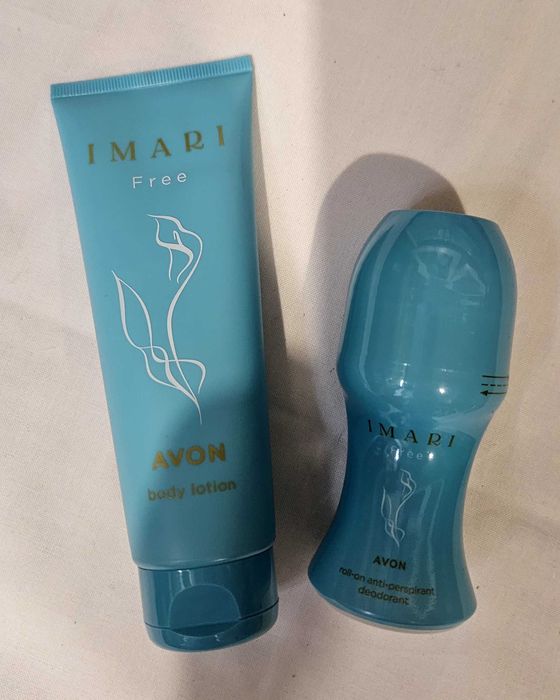 IMARI
Free
AVON
body lotion
IMARI
Free
AVON
roll-on anti-perspirant
deodorant